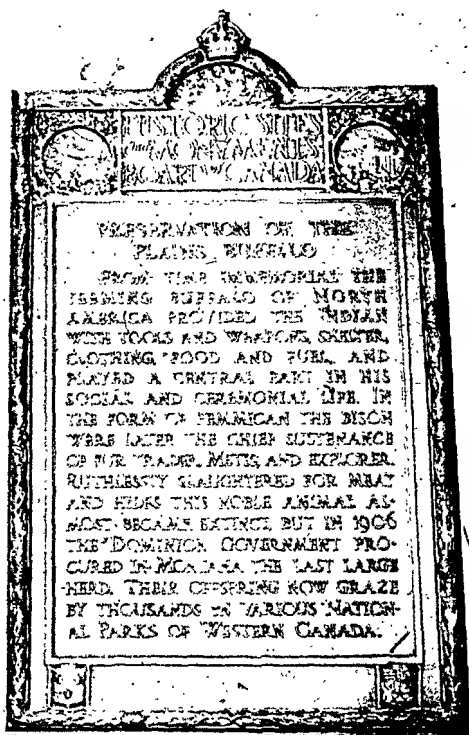 HISTORIC SITES
AND MONVMENTS
BOARD OF CANADA
PRESERVATION OF THE
PLAINS BUFFALO
FROM TIME IMMEMORIAL THE
TEEMING BUFFALO OF NORTH
AMERICA PROVIDED THE INDIAN
WITH TOOLS AND WEAPONS, SHELTER,
CLOTHING, FOOD AND FUEL, AND
PLAYED A CENTRAL PART IN HIS
SOCIAL AND CEREMONIAL LIFE. IN
THE FORM OF PEMMICAN THE BISON
WERE LATER THE CHIEF SUSTENANCE
OF FUR TRADER, METIS, AND EXPLORER.
RUTHLESSLY SLAUGHTERED FOR MEAT
AND HIDES THIS NOBLE ANIMAL AL-
MOST BECAME EXTINCT, BUT IN 1906
THE DOMINION GOVERNMENT PRO-
CURED IN MONTANA THE LAST LARGE
HERD. THEIR OFFSPRING NOW GRAZE
BY THOUSANDS IN VARIOUS NATION-
AL PARKS OF WESTERN CANADA.